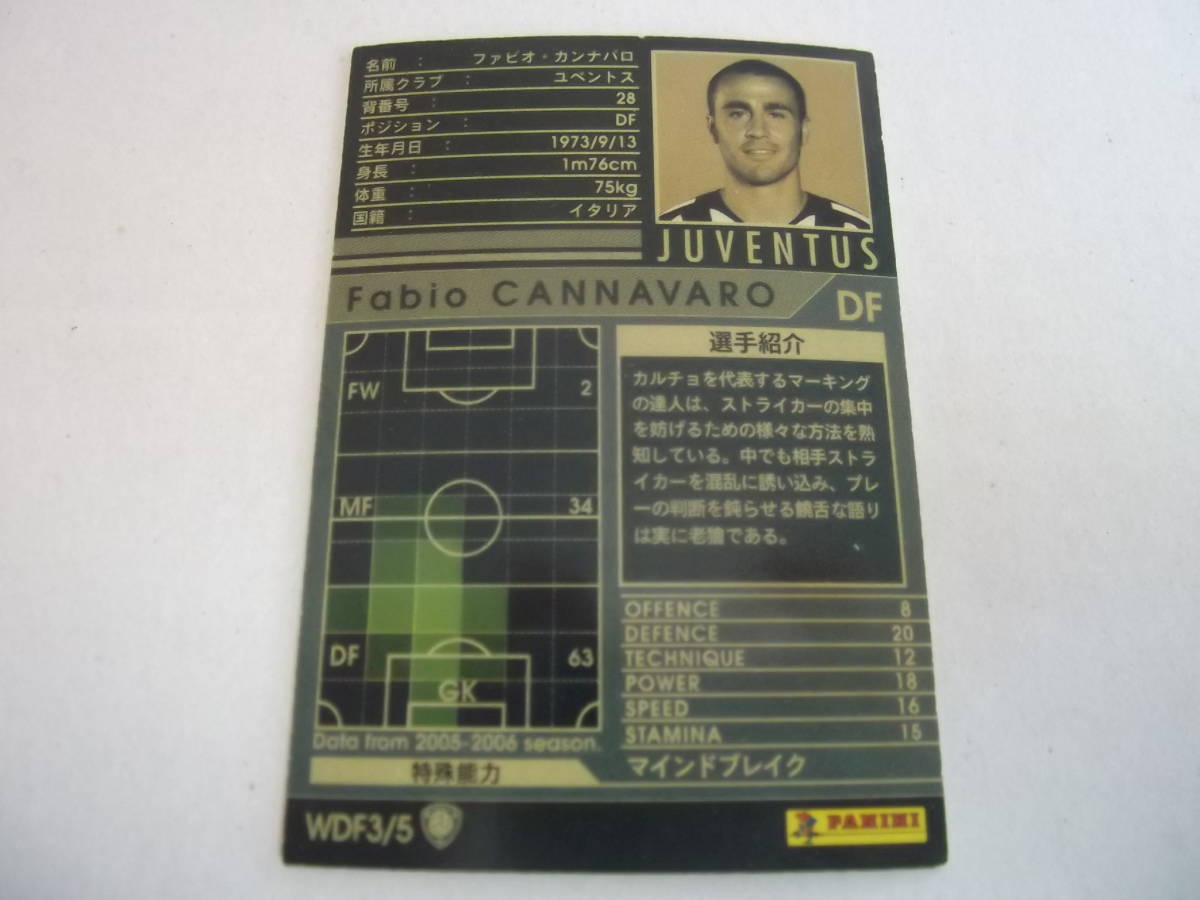 名前 : ファビオ・カンナバロ
所属クラブ : ユベントス
背番号 : 28
ポジション : DF
生年月日 : 1973/9/13
身長 : 1m76cm
体重 : 75kg
国籍 : イタリア
JUVENTUS
Fabio CANNAVARO
DF
FW 2
MF 34
DF 63
GK
Data from 2005-2006 season.
選手紹介
カルチョを代表するマーキング
の達人は、ストライカーの集中
を妨げるための様々な方法を熟
知している。中でも相手ストラ
イカーを混乱に誘い込み、プレ
ーの判断を鈍らせる饒舌な語り
は実に老獪である。
OFFENCE 8
DEFENCE 20
TECHNIQUE 12
POWER 18
SPEED 16
STAMINA 15
特殊能力
マインドブレイク
WDF3/5
PANINI